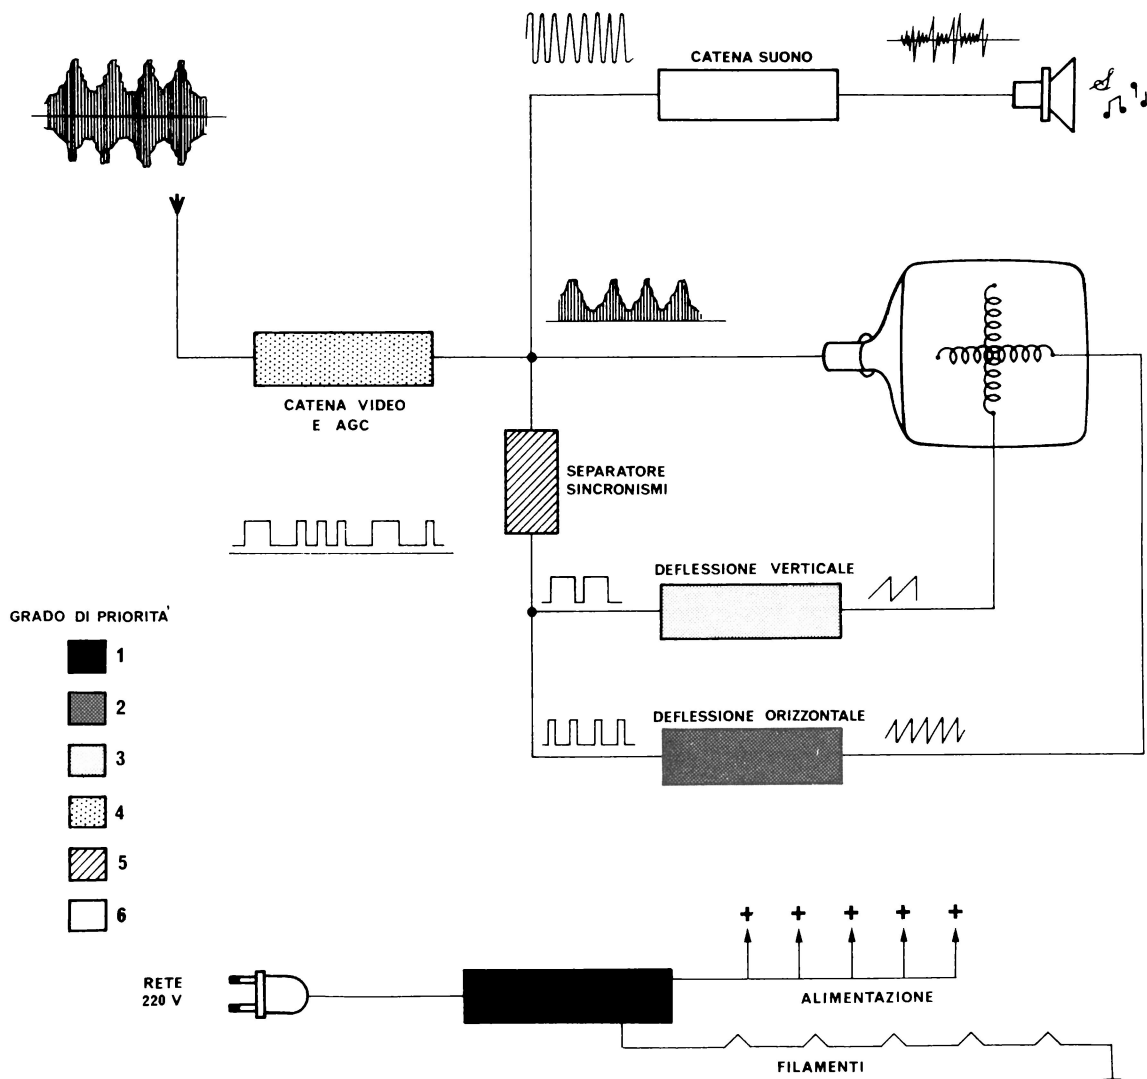 CATENA SUONO
CATENA VIDEO
E AGC
SEPARATORE
SINCRONISMI
DEFLESSIONE VERTICALE
GRADO DI PRIORITA'
1
2
3
4
5
6
DEFLESSIONE ORIZZONTALE
+ + + + +
RETE
220 V
ALIMENTAZIONE
FILAMENTI